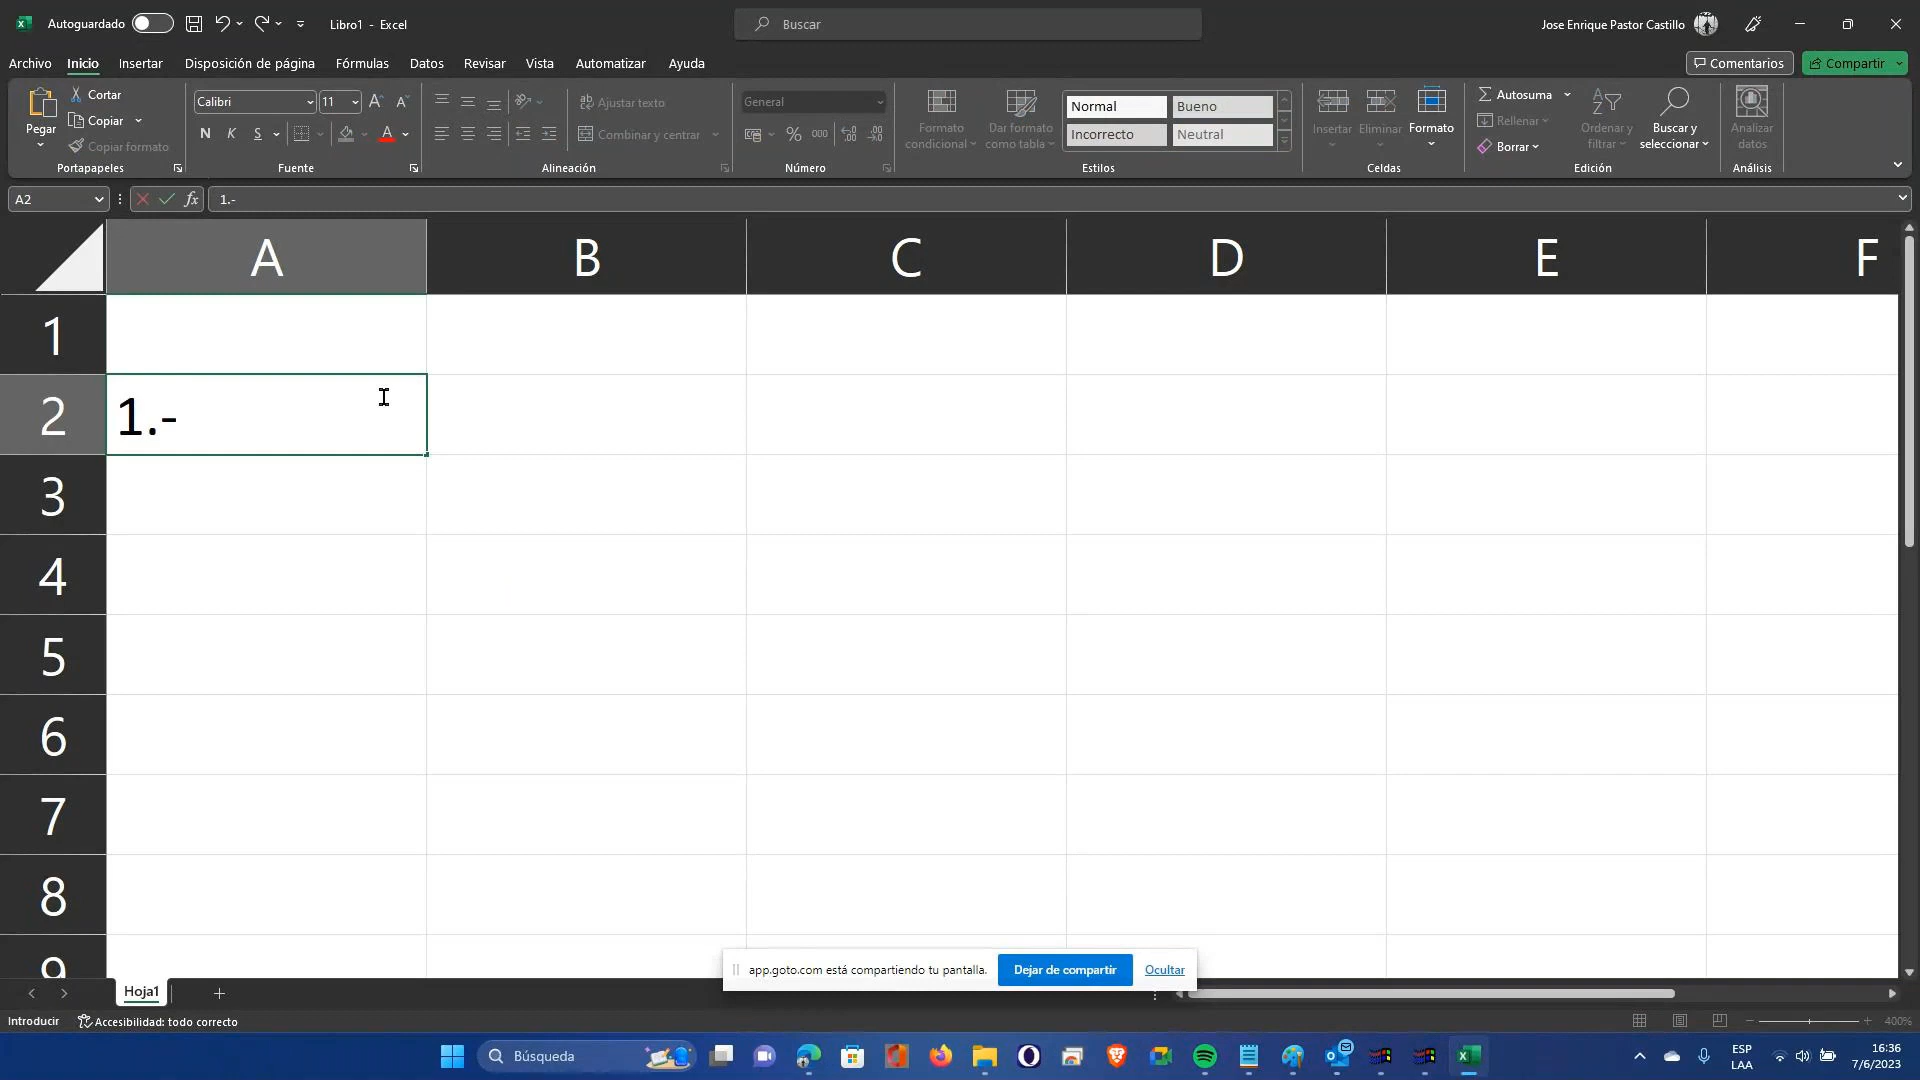 Autoguardado Libro1 - Excel Buscar Jose Enrique Pastor Castillo
Archivo Inicio Insertar Disposición de página Fórmulas Datos Revisar Vista Automatizar Ayuda Comentarios Compartir
Pegar Cortar Copiar Copiar formato
Portapapeles
Calibri 11
N K S A
Fuente
Ajustar texto
Combinar y centrar
Alineación
General
% 000
Número
Formato condicional
Dar formato como tabla
Normal Bueno
Incorrecto Neutral
Estilos
Insertar Eliminar Formato
Celdas
Autosuma
Rellenar
Borrar
Ordenar y filtrar
Buscar y seleccionar
Edición
Analizar datos
Análisis
A2 fx 1.-
A B C D E F
1
2 1.-
3
4
5
6
7
8
9
app.goto.com está compartiendo tu pantalla. Dejar de compartir Ocultar
Hoja1
Introducir Accesibilidad: todo correcto 400%
Búsqueda
ESP
LAA
16:36
7/6/2023